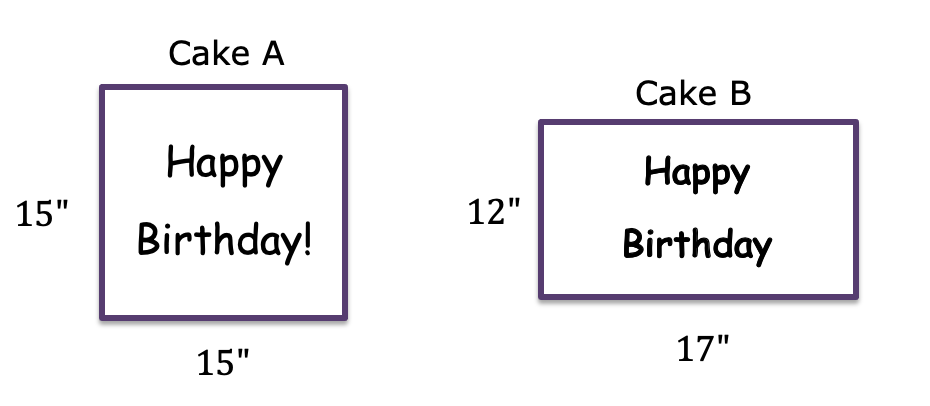 Cake A
Happy
Birthday!
15"
15"
Cake B
Happy
Birthday
12"
17"